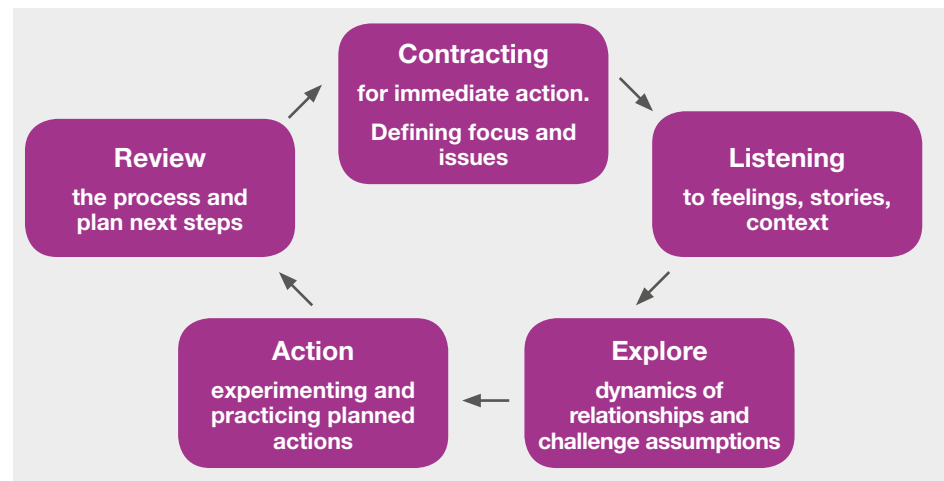 Contracting
for immediate action.
Defining focus and
issues
Listening
to feelings, stories,
context
Explore
dynamics of
relationships and
challenge assumptions
Action
experimenting and
practicing planned
actions
Review
the process and
plan next steps